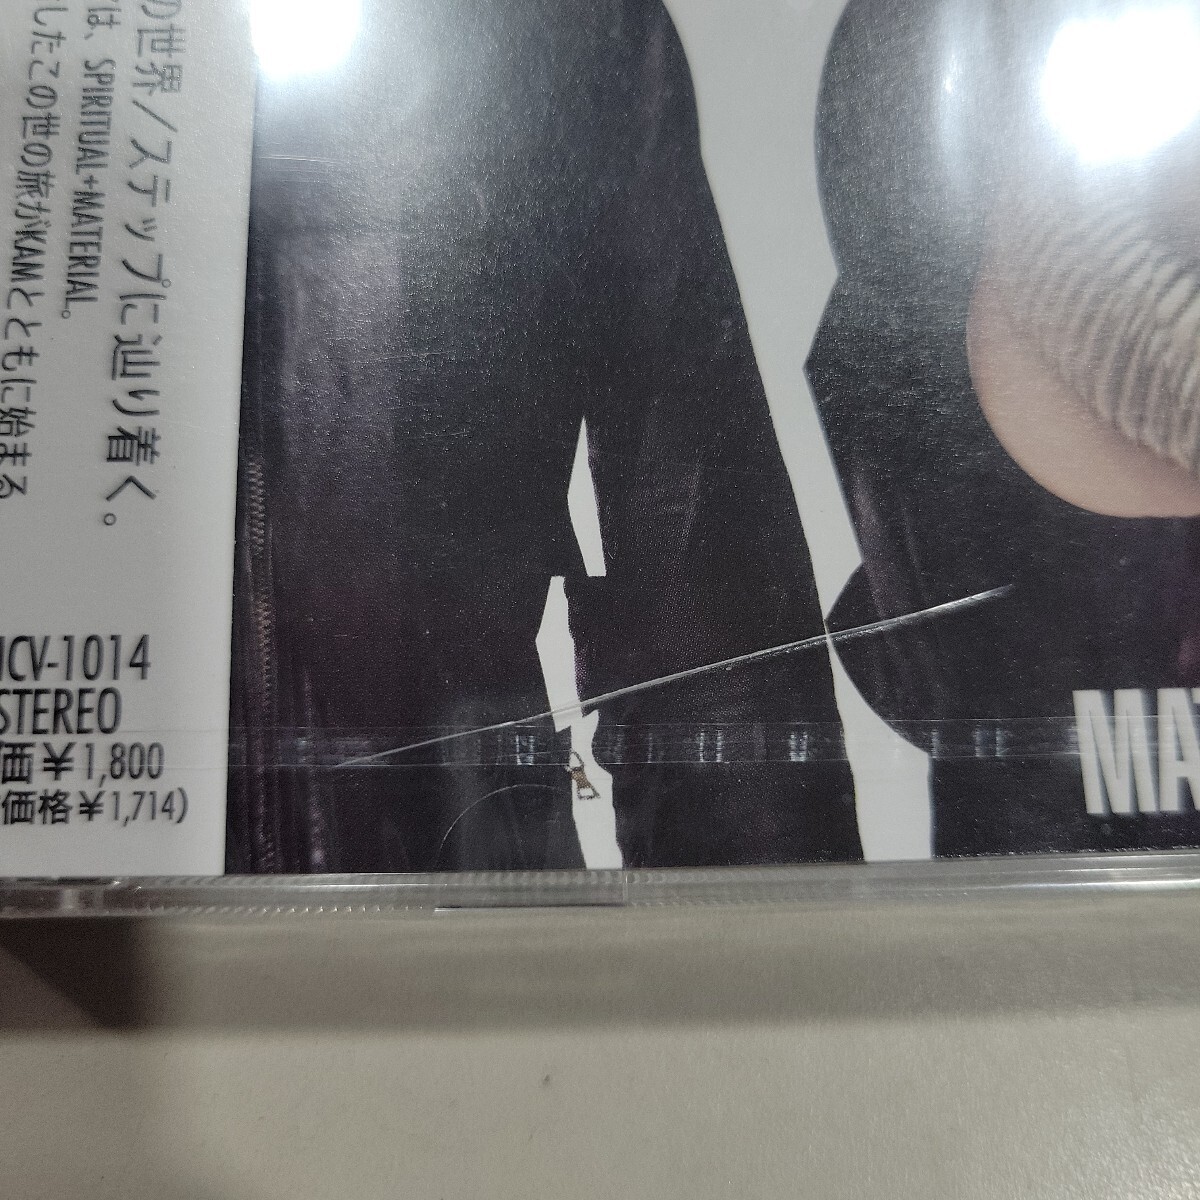 の世界/ステップに辿り着く。
は、SPIRITUAL+MATERIAL。
したこの世の旅がKAMとともに始まる
CV-1014
STEREO
価￥1,800
価格￥1,714)
MAT